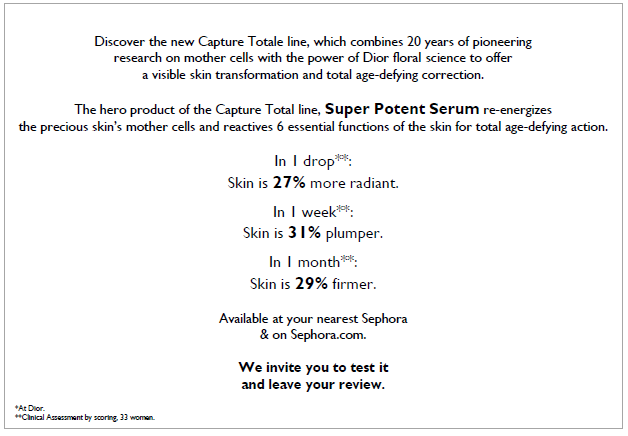 Discover the new Capture Totale line, which combines 20 years of pioneering
research on mother cells with the power of Dior floral science to offer
a visible skin transformation and total age-defying correction.
The hero product of the Capture Total line, Super Potent Serum re-energizes
the precious skin's mother cells and reactives 6 essential functions of the skin for total age-defying action.
In 1 drop**:
Skin is 27% more radiant.
In 1 week**:
Skin is 31% plumper.
In 1 month**:
Skin is 29% firmer.
Available at your nearest Sephora
& on Sephora.com.
We invite you to test it
and leave your review.
*At Dior.
**Clinical Assessment by scoring, 33 women.